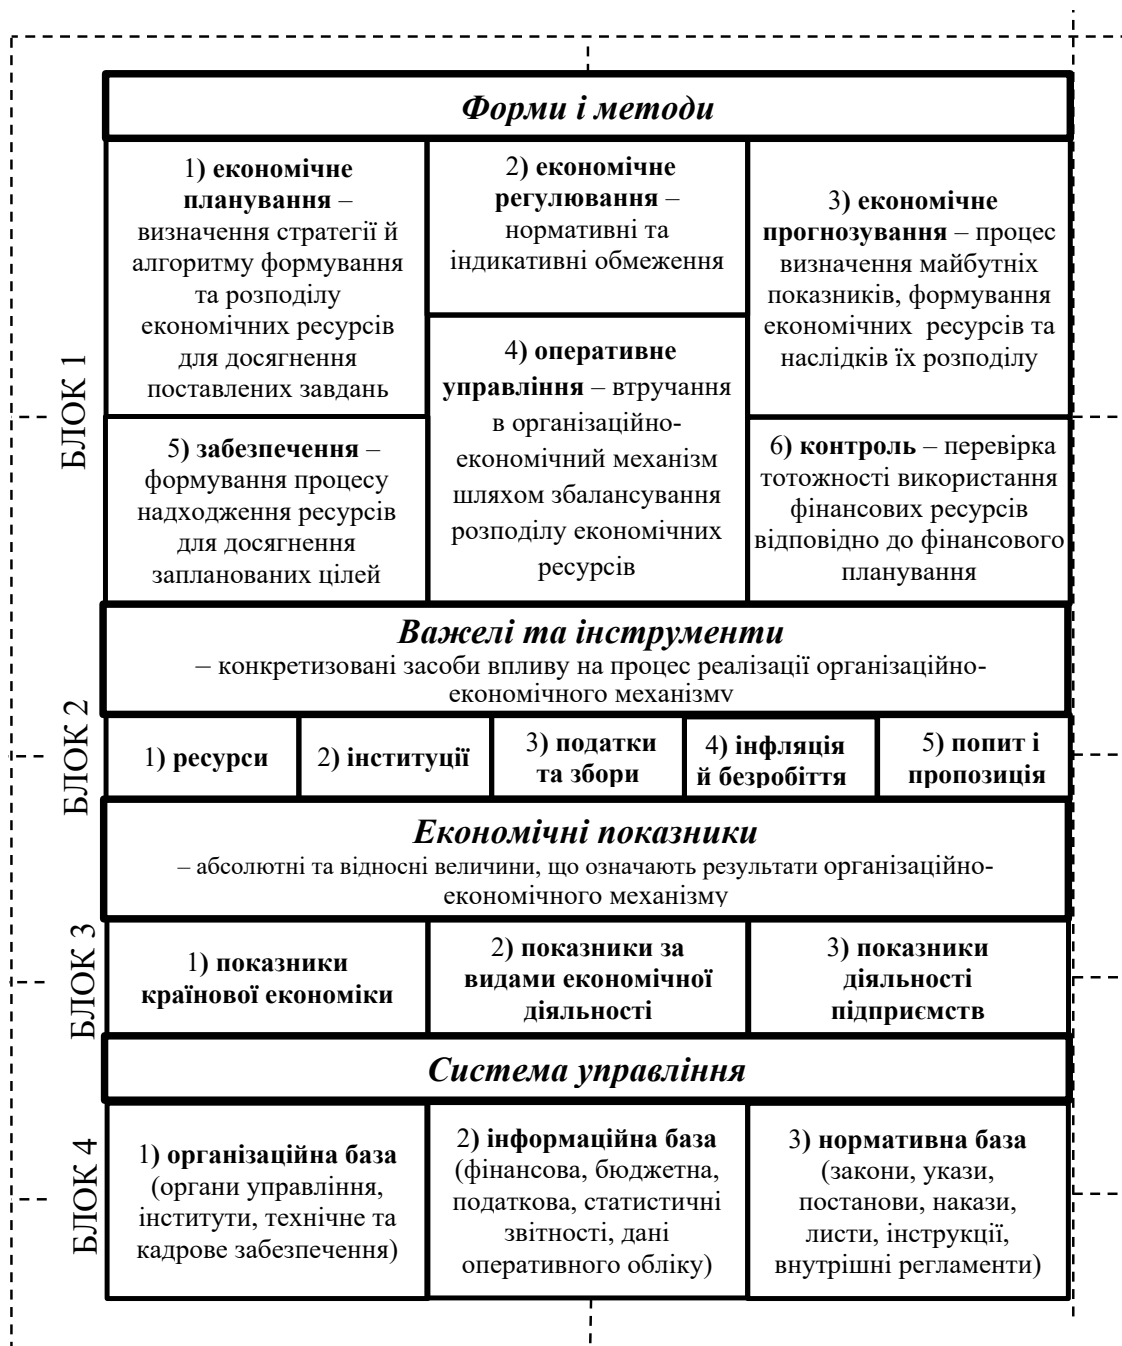 Форми і методи
БЛОК 1
1) економічне
планування –
визначення стратегії й
алгоритму формування
та розподілу
економічних ресурсів
для досягнення
поставлених завдань
2) економічне
регулювання –
нормативні та
індикативні обмеження
3) економічне
прогнозування – процес
визначення майбутніх
показників, формування
економічних ресурсів та
наслідків їх розподілу
4) оперативне
управління – втручання
в організаційно-
економічний механізм
шляхом збалансування
розподілу економічних
ресурсів
5) забезпечення –
формування процесу
надходження ресурсів
для досягнення
запланованих цілей
6) контроль – перевірка
тотожності використання
фінансових ресурсів
відповідно до фінансового
планування
Важелі та інструменти
– конкретизовані засоби впливу на процес реалізації організаційно-
економічного механізму
БЛОК 2
1) ресурси
2) інституції
3) податки
та збори
4) інфляція
й безробіття
5) попит і
пропозиція
Економічні показники
– абсолютні та відносні величини, що означають результати організаційно-
економічного механізму
БЛОК 3
1) показники
країнової економіки
2) показники за
видами економічної
діяльності
3) показники
діяльності
підприємств
Система управління
БЛОК 4
1) організаційна база
(органи управління,
інститути, технічне та
кадрове забезпечення)
2) інформаційна база
(фінансова, бюджетна,
податкова, статистичні
звітності, дані
оперативного обліку)
3) нормативна база
(закони, укази,
постанови, накази,
листи, інструкції,
внутрішні регламенти)